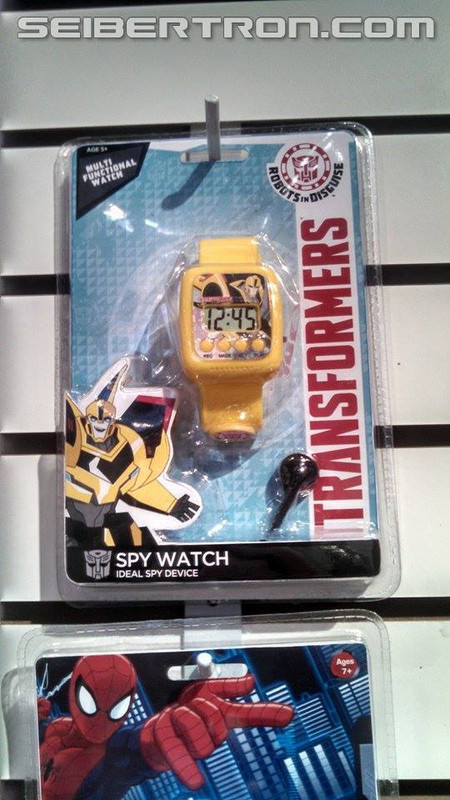 SEIBERTRON.COM
AGE 5+
MULTI
FUNCTIONAL
WATCH
ROBOTS IN DISGUISE
TRANSFORMERS
12:45
REC
SPY WATCH
IDEAL SPY DEVICE
Ages
7+